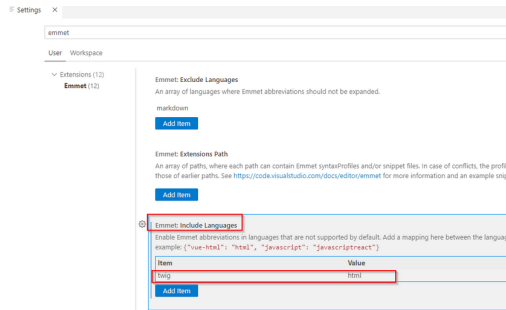 Settings
emmet
User Workspace
Extensions (12)
Emmet (12)
Emmet: Exclude Languages
An array of languages where Emmet abbreviations should not be expanded.
markdown
Add Item
Emmet: Extensions Path
An array of paths, where each path can contain Emmet syntaxProfiles and/or snippet files. In case of conflicts, the
those of earlier paths. See https://code.visualstudio.com/docs/editor/emmet for more information and an example
Add Item
Emmet: Include Languages
Enable Emmet abbreviations in languages that are not supported by default. Add a mapping here between the
example: {"vue-html": "html", "javascript": "javascriptreact"}
Item Value
twig html
Add Item